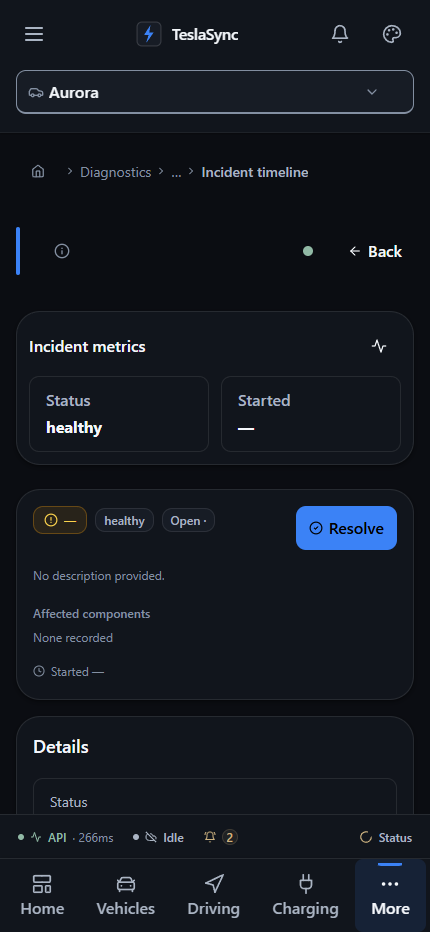 TeslaSync
Aurora
Diagnostics
...
Incident timeline
Back
Incident metrics
Status
healthy
Started
—
—
healthy
Open ·
Resolve
No description provided.
Affected components
None recorded
Started —
Details
Status
API · 266ms
Idle
2
Status
Home
Vehicles
Driving
Charging
More